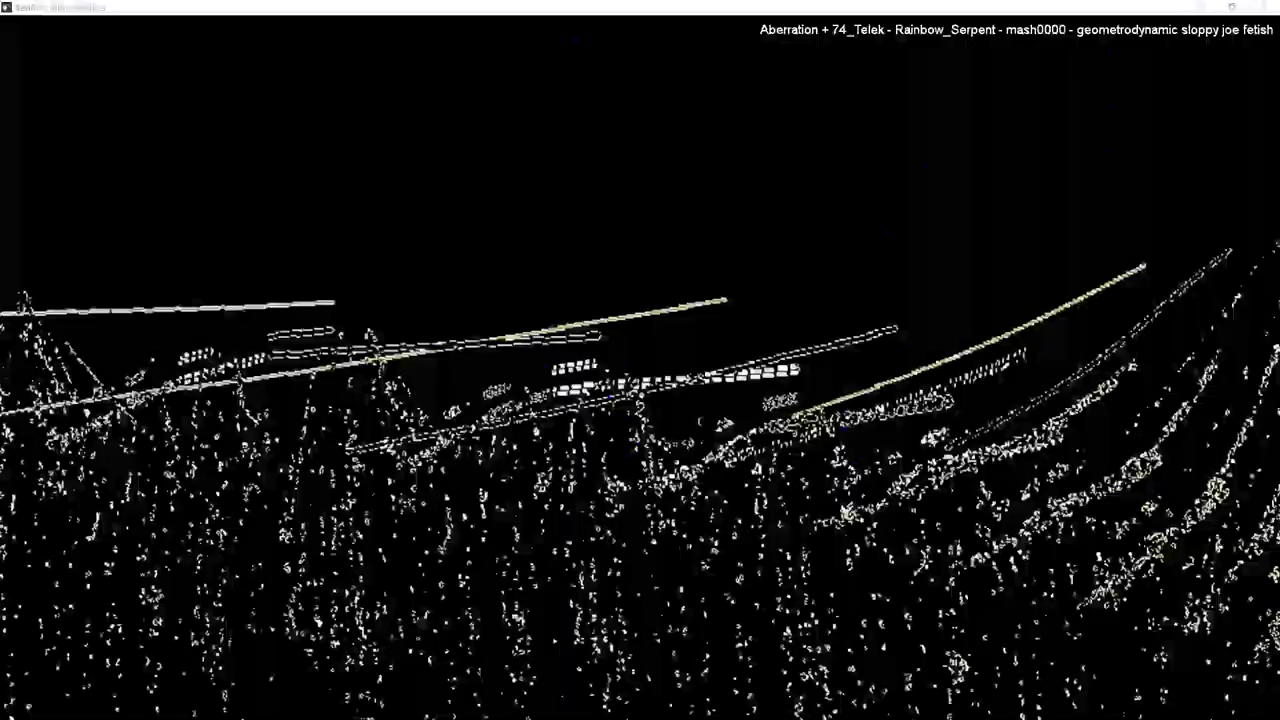 Aberration + 74_Telek - Rainbow_Serpent - mash0000 - geometrodynamic sloppy joe fetish